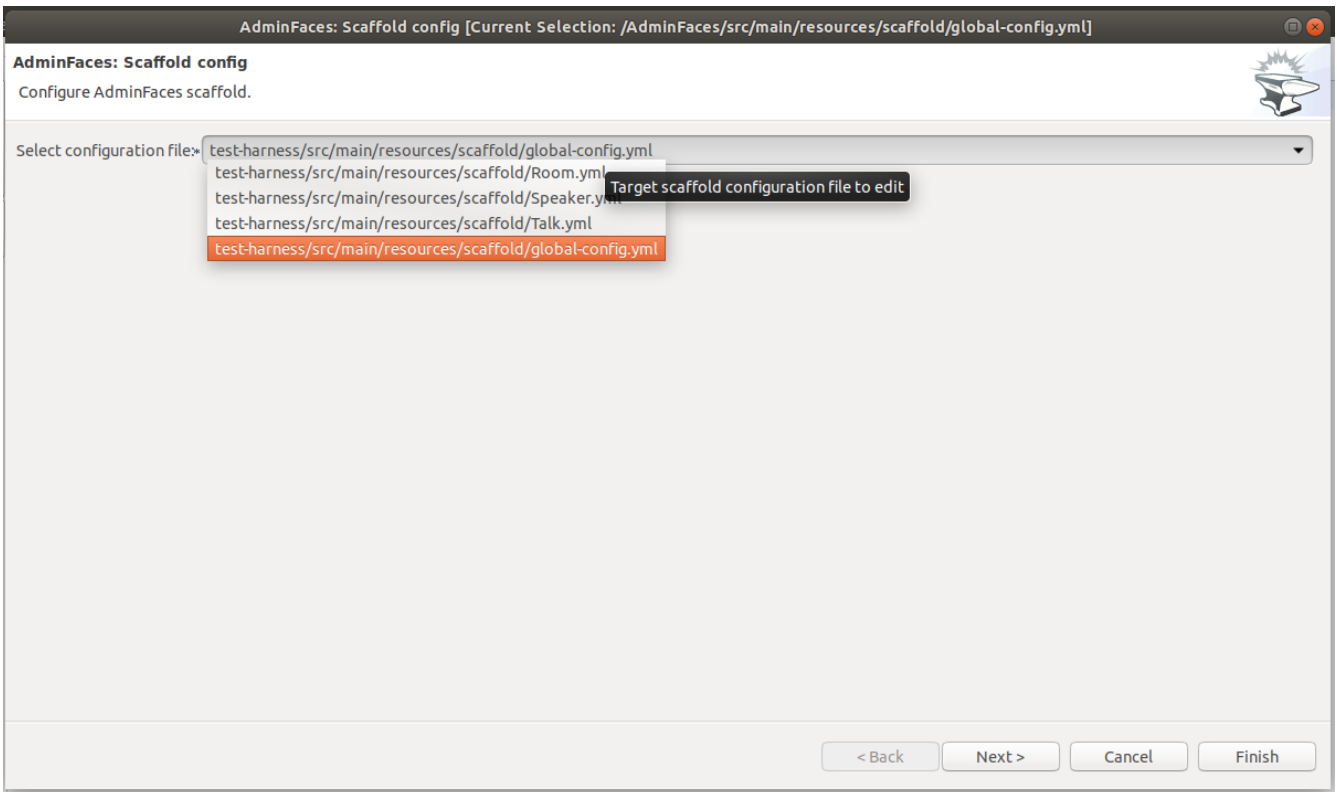 AdminFaces: Scaffold config [Current Selection: /AdminFaces/src/main/resources/scaffold/global-config.yml]
AdminFaces: Scaffold config
Configure AdminFaces scaffold.
Select configuration file:* test-harness/src/main/resources/scaffold/global-config.yml
test-harness/src/main/resources/scaffold/Room.yml
Target scaffold configuration file to edit
test-harness/src/main/resources/scaffold/Speaker.yml
test-harness/src/main/resources/scaffold/Talk.yml
test-harness/src/main/resources/scaffold/global-config.yml
< Back Next > Cancel Finish